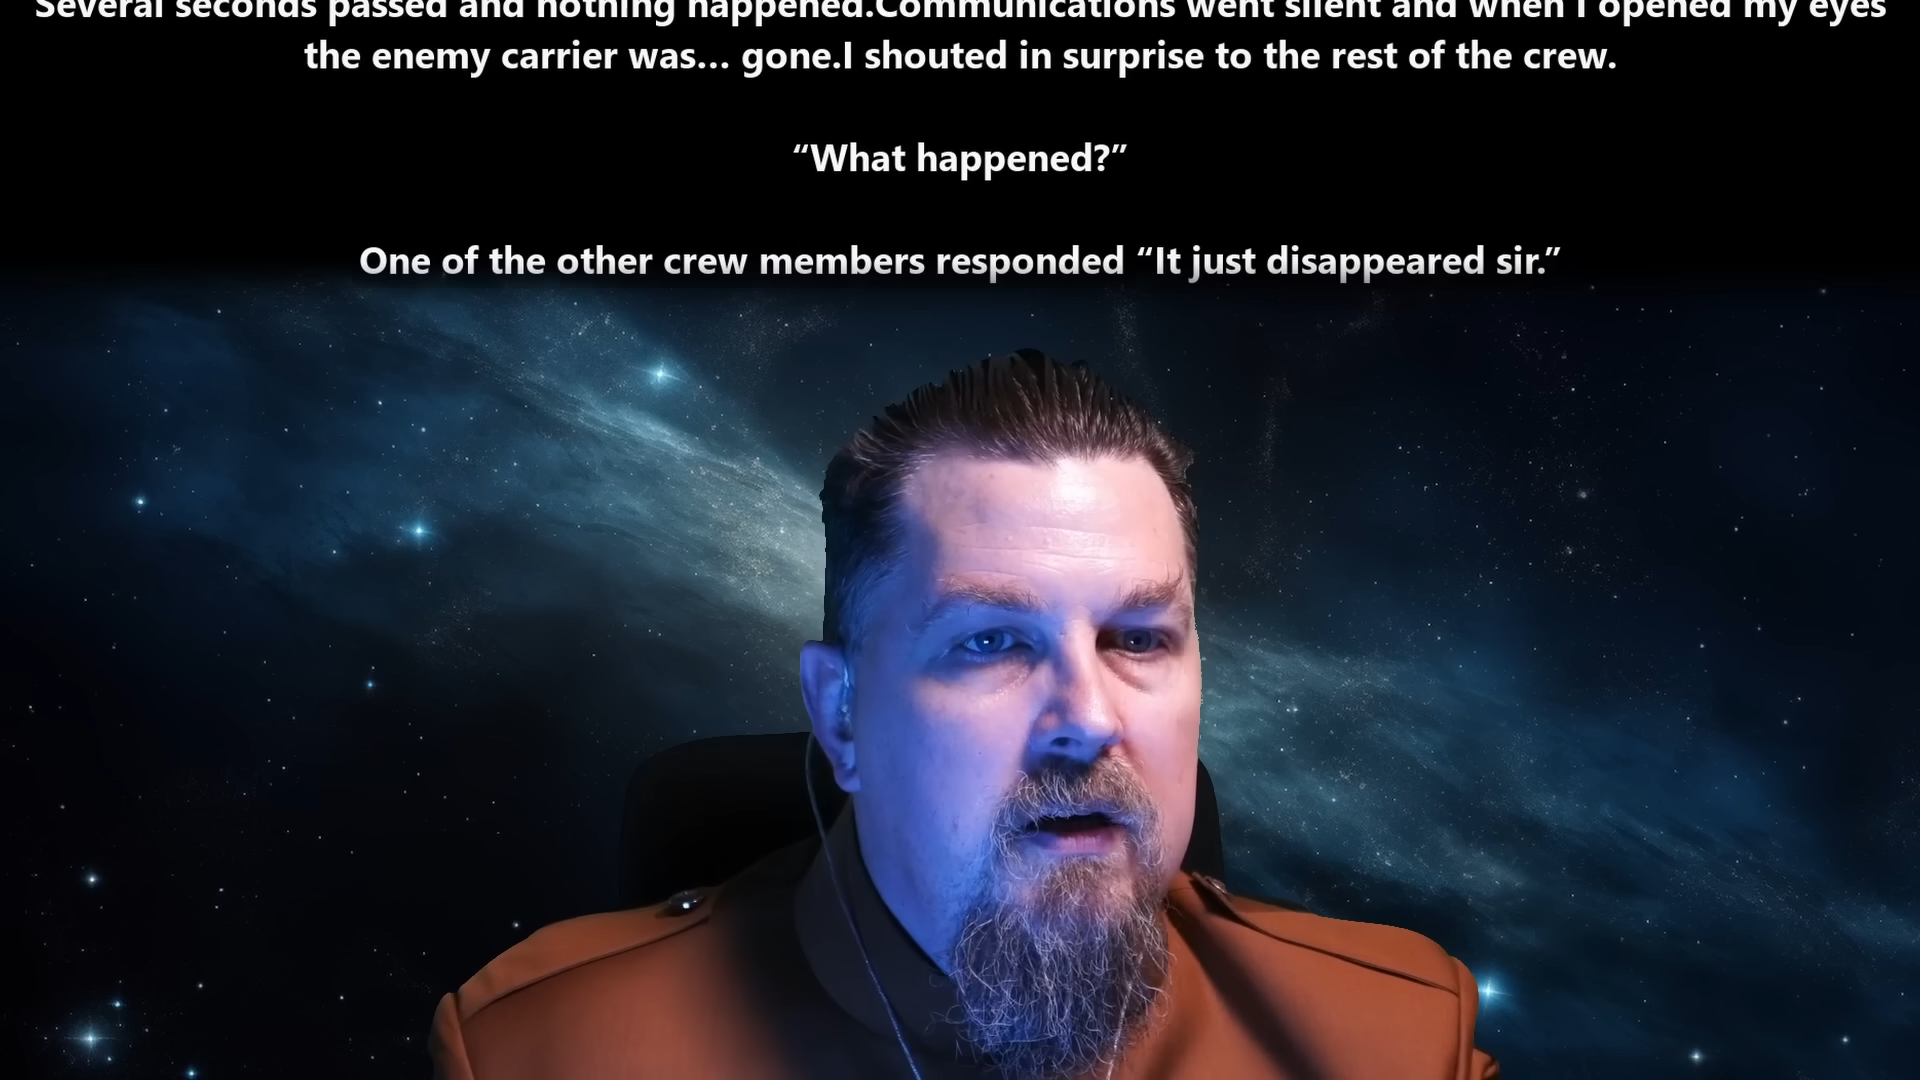 Several seconds passed and nothing happened.Communications went silent and when I opened my eyes
the enemy carrier was... gone.I shouted in surprise to the rest of the crew.
“What happened?”
One of the other crew members responded “It just disappeared sir.”